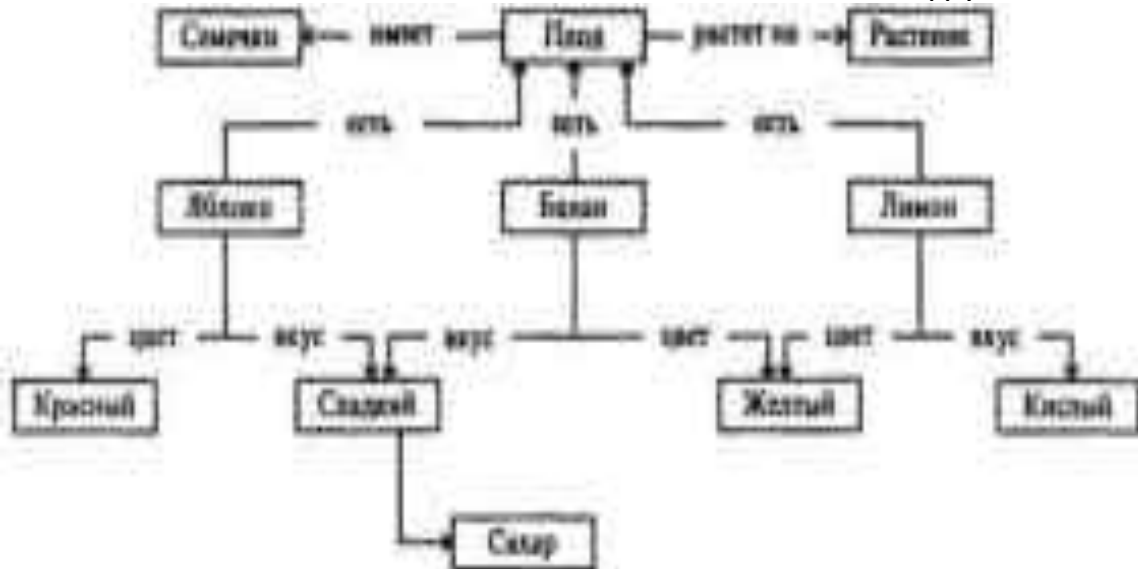 Семечки имеет Плод растет на Растение
есть есть есть
Яблоко Банан Лимон
цвет вкус вкус цвет цвет вкус
Красный Сладкий Желтый Кислый
Сахар